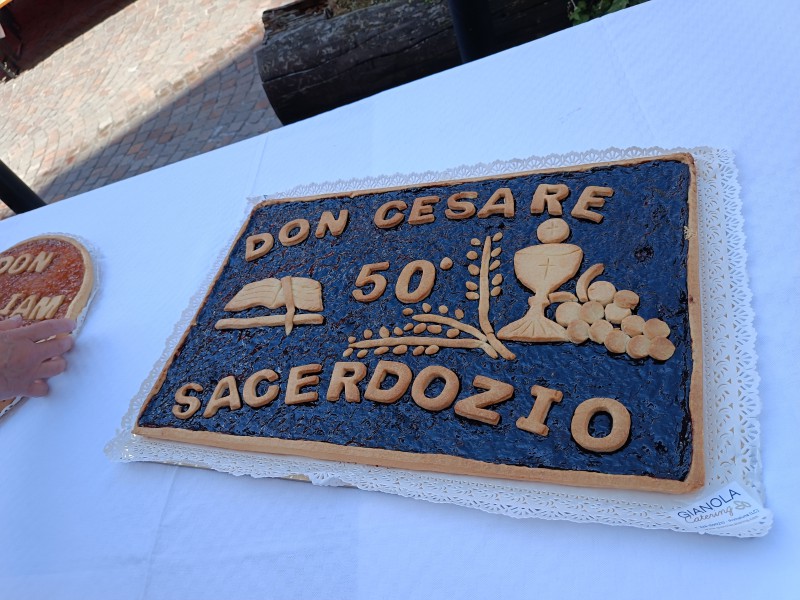 DON CESARE
50°
SACERDOZIO
DON
GIANOLA
Catering